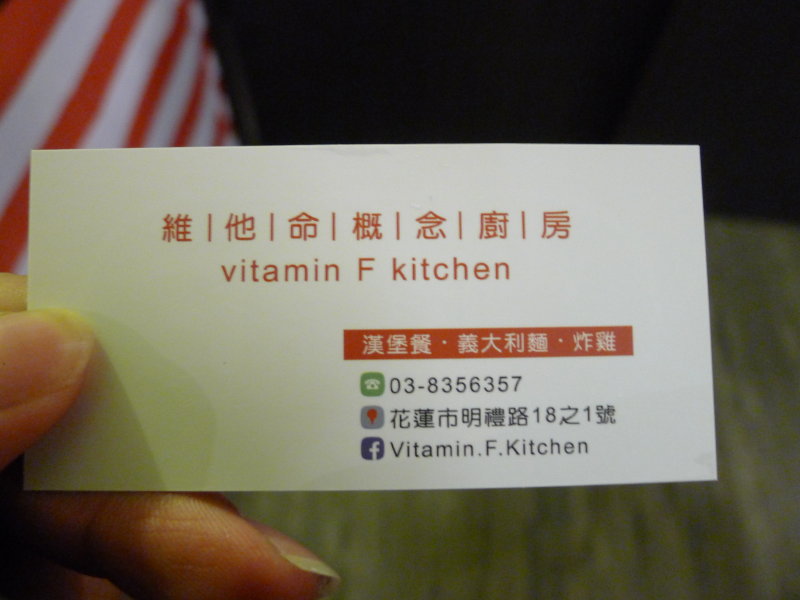 維|他|命|概|念|廚|房
vitamin F kitchen
漢堡餐・義大利麵・炸雞
03-8356357
花蓮市明禮路18之1號
Vitamin.F.Kitchen